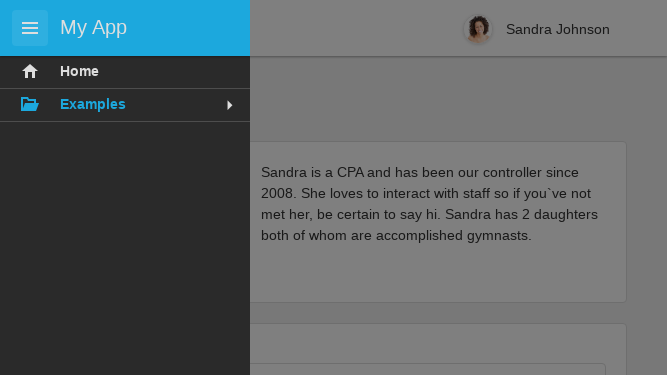 My App
Sandra Johnson
Home
Examples
Sandra is a CPA and has been our controller since
2008. She loves to interact with staff so if you`ve not
met her, be certain to say hi. Sandra has 2 daughters
both of whom are accomplished gymnasts.